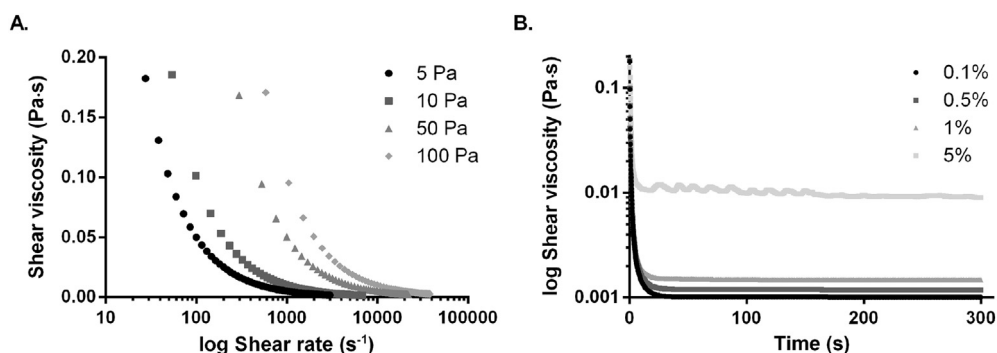 A.
Shear viscosity (Pa·s)
0.20
0.15
0.10
0.05
0.00
10
100
1000
10000
100000
log Shear rate (s⁻¹)
5 Pa
10 Pa
50 Pa
100 Pa
B.
log Shear viscosity (Pa·s)
0.1
0.01
0.001
0
100
200
300
Time (s)
0.1%
0.5%
1%
5%